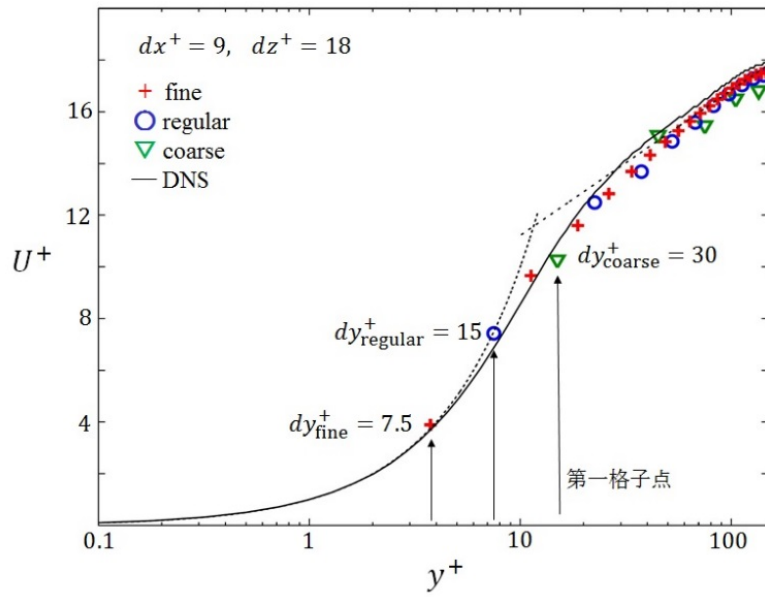 dx⁺ = 9, dz⁺ = 18
fine
regular
coarse
DNS
16
12
8
4
U⁺
dy⁺coarse = 30
dy⁺regular = 15
dy⁺fine = 7.5
第一格子点
0.1 1 10 100
y⁺